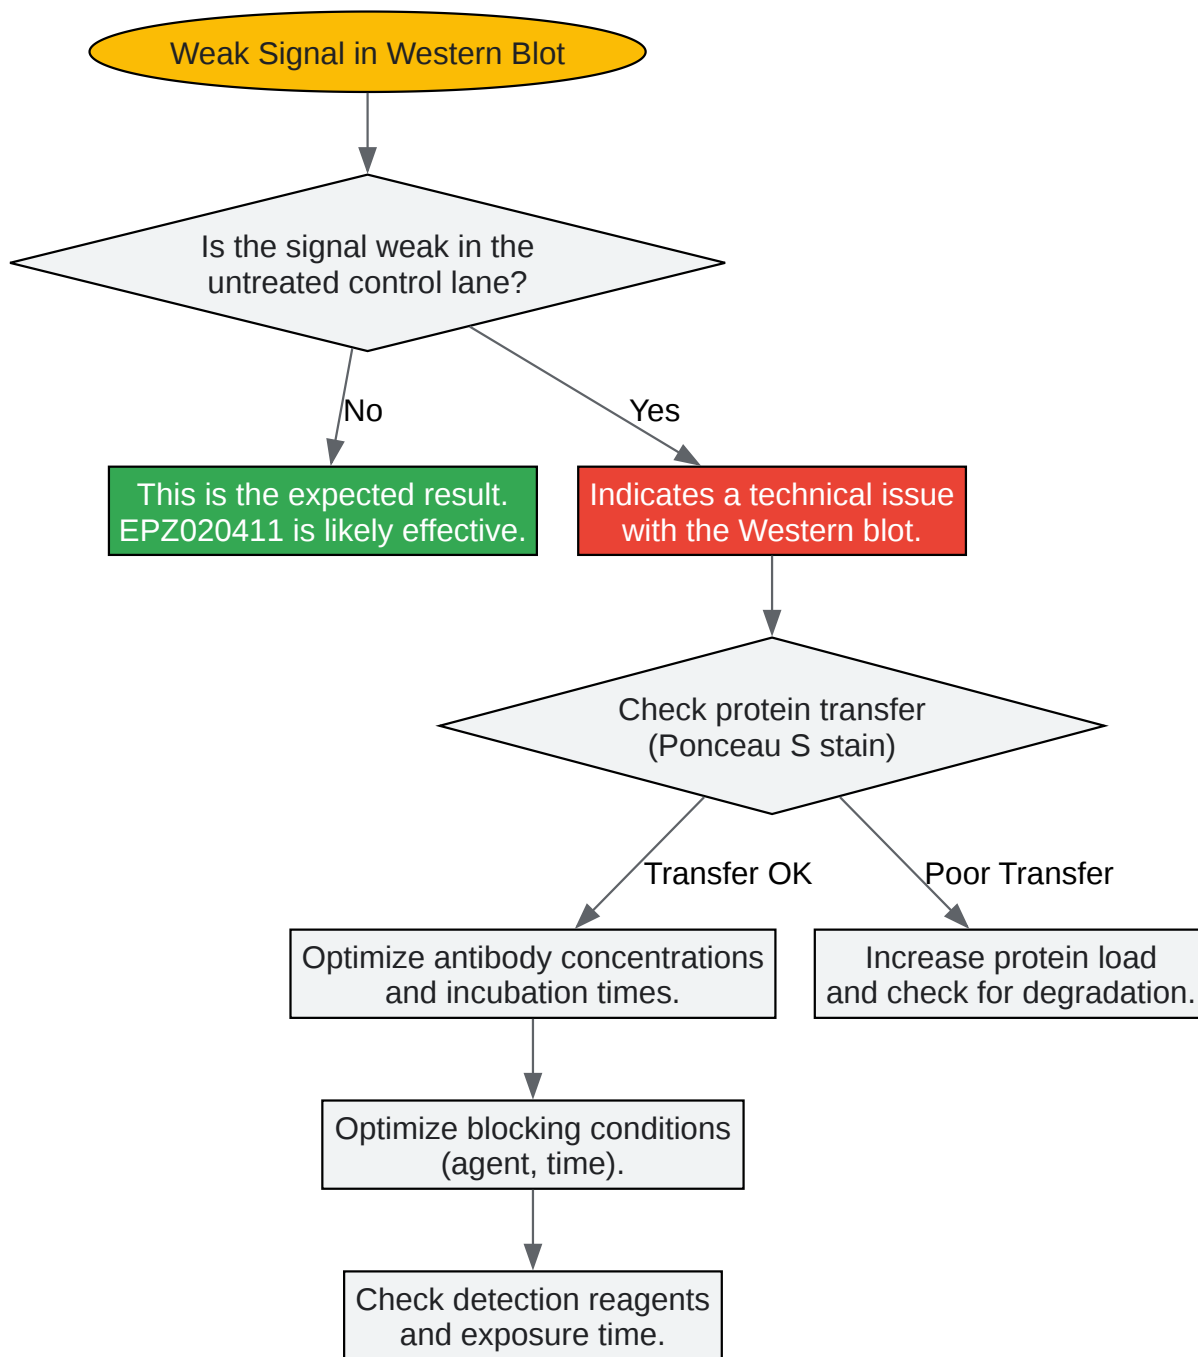 Weak Signal in Western Blot
Is the signal weak in the
untreated control lane?
No
Yes
This is the expected result.
EPZ020411 is likely effective.
Indicates a technical issue
with the Western blot.
Check protein transfer
(Ponceau S stain)
Transfer OK
Poor Transfer
Optimize antibody concentrations
and incubation times.
Increase protein load
and check for degradation.
Optimize blocking conditions
(agent, time).
Check detection reagents
and exposure time.